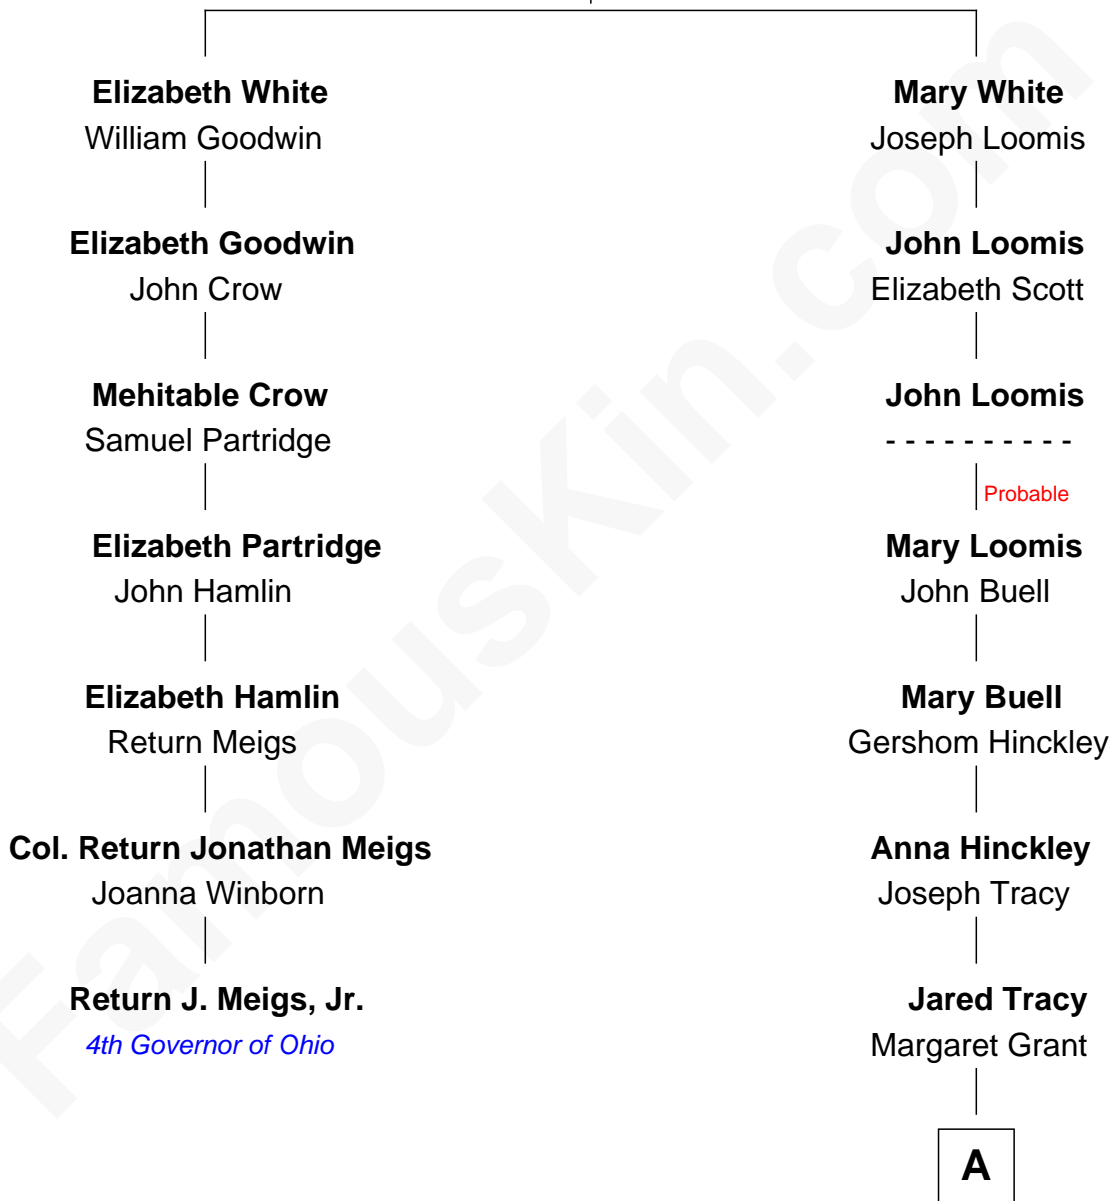 Elizabeth White
William Goodwin
Mary White
Joseph Loomis
Elizabeth Goodwin
John Crow
John Loomis
Elizabeth Scott
Mehitable Crow
Samuel Partridge
John Loomis
- - - - - - - - - -
Probable
Elizabeth Partridge
John Hamlin
Mary Loomis
John Buell
Elizabeth Hamlin
Return Meigs
Mary Buell
Gershom Hinckley
Col. Return Jonathan Meigs
Joanna Winborn
Anna Hinckley
Joseph Tracy
Return J. Meigs, Jr.
4th Governor of Ohio
Jared Tracy
Margaret Grant
A
FamousKin.com